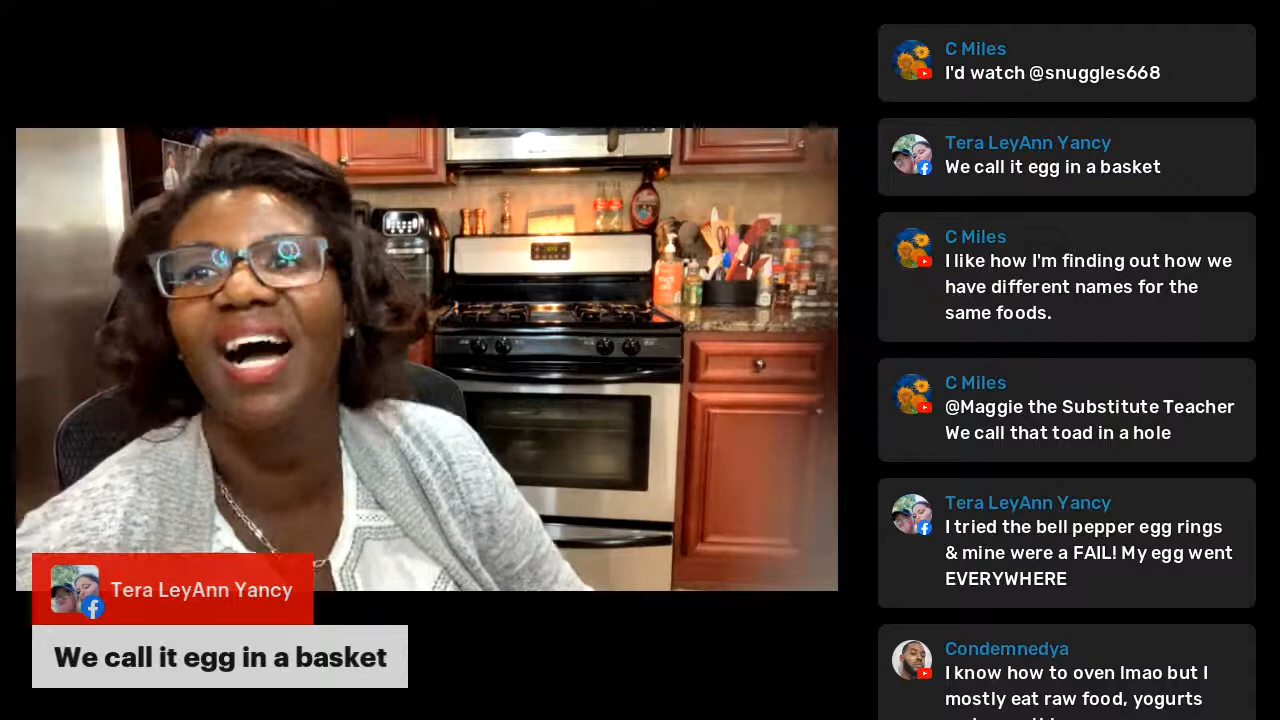 C Miles
I'd watch @snuggles668
Tera LeyAnn Yancy
We call it egg in a basket
C Miles
I like how I'm finding out how we
have different names for the
same foods.
C Miles
@Maggie the Substitute Teacher
We call that toad in a hole
Tera LeyAnn Yancy
I tried the bell pepper egg rings
& mine were a FAIL! My egg went
EVERYWHERE
Condemnedya
I know how to oven lmao but I
mostly eat raw food, yogurts
Tera LeyAnn Yancy
We call it egg in a basket